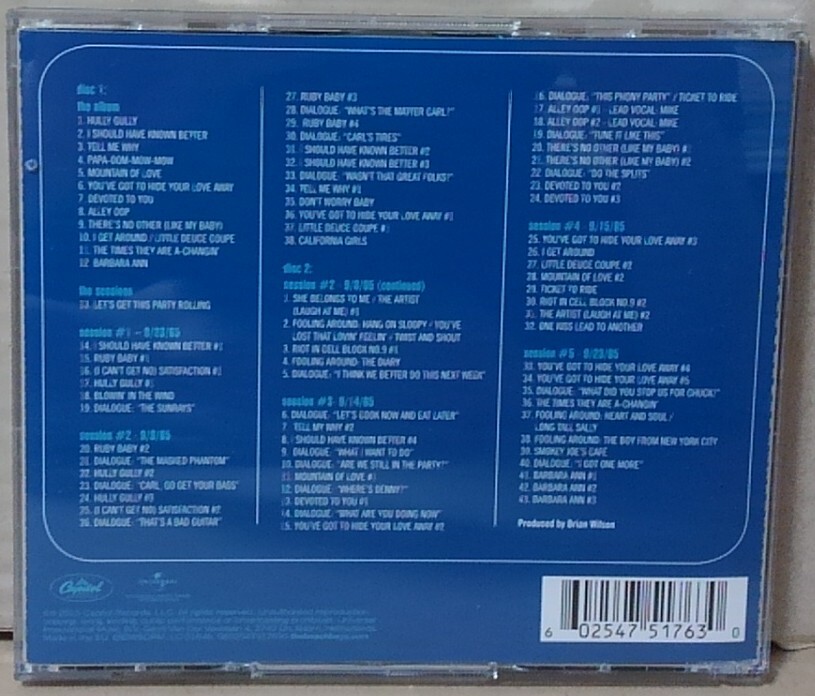 disc 1:
the album
1. HULLY GULLY
2. I SHOULD HAVE KNOWN BETTER
3. TELL ME WHY
4. PAPA-OOM-MOW-MOW
5. MOUNTAIN OF LOVE
6. YOU'VE GOT TO HIDE YOUR LOVE AWAY
7. DEVOTED TO YOU
8. ALLEY OOP
9. THERE'S NO OTHER (LIKE MY BABY)
10. I GET AROUND / LITTLE DEUCE COUPE
11. THE TIMES THEY ARE A-CHANGIN'
12. BARBARA ANN
the sessions
13. LET'S GET THIS PARTY ROLLING
session #1 - 8/23/65
14. I SHOULD HAVE KNOWN BETTER #1
15. RUBY BABY #1
16. (I CAN'T GET NO) SATISFACTION #1
17. HULLY GULLY #1
18. BLOWIN' IN THE WIND
19. DIALOGUE: "THE SUNRAYS"
session #2 - 9/8/65
20. RUBY BABY #2
21. DIALOGUE: "THE MASKED PHANTOM"
22. HULLY GULLY #2
23. DIALOGUE: "CARL, GO GET YOUR BASS"
24. HULLY GULLY #3
25. (I CAN'T GET NO) SATISFACTION #2
26. DIALOGUE: "THAT'S A BAD GUITAR"
27. RUBY BABY #3
28. DIALOGUE: "WHAT'S THE MATTER CARL?"
29. RUBY BABY #4
30. DIALOGUE: "CARL'S TIRES"
31. I SHOULD HAVE KNOWN BETTER #2
32. I SHOULD HAVE KNOWN BETTER #3
33. DIALOGUE: "WASN'T THAT GREAT FOLKS?"
34. TELL ME WHY #1
35. DON'T WORRY BABY
36. YOU'VE GOT TO HIDE YOUR LOVE AWAY #1
37. LITTLE DEUCE COUPE #1
38. CALIFORNIA GIRLS
disc 2:
session #2 - 9/8/65 (continued)
1. SHE BELONGS TO ME / THE ARTIST
(LAUGH AT ME) #1
2. FOOLING AROUND: HANG ON SLOOPY / YOU'VE
LOST THAT LOVIN' FEELIN' / TWIST AND SHOUT
3. RIOT IN CELL BLOCK NO.9 #1
4. FOOLING AROUND: THE DIARY
5. DIALOGUE: "I THINK WE BETTER DO THIS NEXT WEEK"
session #3 - 9/14/65
6. DIALOGUE: "LET'S COOK NOW AND EAT LATER"
7. TELL MY WHY #2
8. I SHOULD HAVE KNOWN BETTER #4
9. DIALOGUE: "WHAT I WANT TO DO"
10. DIALOGUE: "ARE WE STILL IN THE PARTY?"
11. MOUNTAIN OF LOVE #1
12. DIALOGUE: "WHERE'S DENNY?"
13. DEVOTED TO YOU #1
14. DIALOGUE: "WHAT ARE YOU DOING NOW"
15. YOU'VE GOT TO HIDE YOUR LOVE AWAY #2
16. DIALOGUE: "THIS PHONY PARTY" / TICKET TO RIDE
17. ALLEY OOP #1 - LEAD VOCAL: MIKE
18. ALLEY OOP #2 - LEAD VOCAL: MIKE
19. DIALOGUE: "TUNE IT LIKE THIS"
20. THERE'S NO OTHER (LIKE MY BABY) #1
21. THERE'S NO OTHER (LIKE MY BABY) #2
22. DIALOGUE: "DO THE SPLITS"
23. DEVOTED TO YOU #2
24. DEVOTED TO YOU #3
session #4 - 9/15/65
25. YOU'VE GOT TO HIDE YOUR LOVE AWAY #3
26. I GET AROUND
27. LITTLE DEUCE COUPE #2
28. MOUNTAIN OF LOVE #2
29. TICKET TO RIDE
30. RIOT IN CELL BLOCK NO.9 #2
31. THE ARTIST (LAUGH AT ME) #2
32. ONE KISS LEAD TO ANOTHER
session #5 - 9/23/65
33. YOU'VE GOT TO HIDE YOUR LOVE AWAY #4
34. YOU'VE GOT TO HIDE YOUR LOVE AWAY #5
35. DIALOGUE: "WHAT DID YOU STOP US FOR CHUCK?"
36. THE TIMES THEY ARE A-CHANGIN'
37. FOOLING AROUND: HEART AND SOUL /
LONG TALL SALLY
38. FOOLING AROUND: THE BOY FROM NEW YORK CITY
39. SMOKEY JOE'S CAFÉ
40. DIALOGUE: "I GOT ONE MORE"
41. BARBARA ANN #1
42. BARBARA ANN #2
43. BARBARA ANN #3
Produced by Brian Wilson
Capitol
UNIVERSAL
Capitol Records, LLC. All rights reserved. Unauthorized reproduction
Made in the EU
6 02547 51763 0